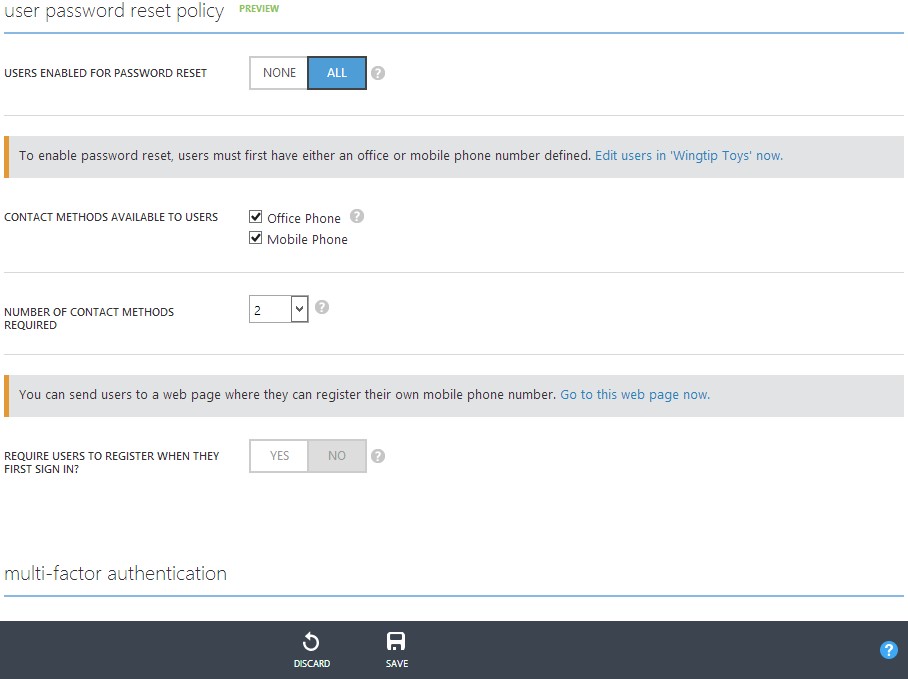 user password reset policy PREVIEW
USERS ENABLED FOR PASSWORD RESET NONE ALL ?
To enable password reset, users must first have either an office or mobile phone number defined. Edit users in 'Wingtip Toys' now.
CONTACT METHODS AVAILABLE TO USERS Office Phone ?
Mobile Phone
NUMBER OF CONTACT METHODS
REQUIRED
2 ?
You can send users to a web page where they can register their own mobile phone number. Go to this web page now.
REQUIRE USERS TO REGISTER WHEN THEY
FIRST SIGN IN?
YES NO ?
multi-factor authentication
DISCARD SAVE ?